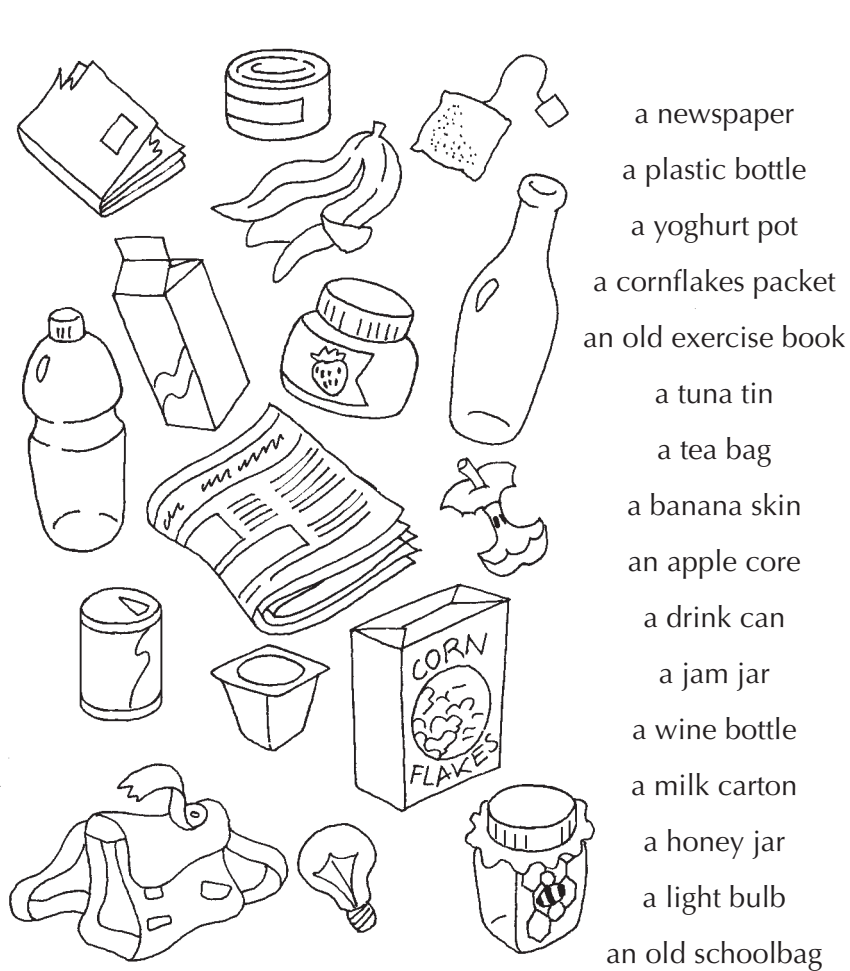 a newspaper
a plastic bottle
a yoghurt pot
a cornflakes packet
an old exercise book
a tuna tin
a tea bag
a banana skin
an apple core
a drink can
a jam jar
a wine bottle
a milk carton
a honey jar
a light bulb
an old schoolbag
CORN
FLAKES